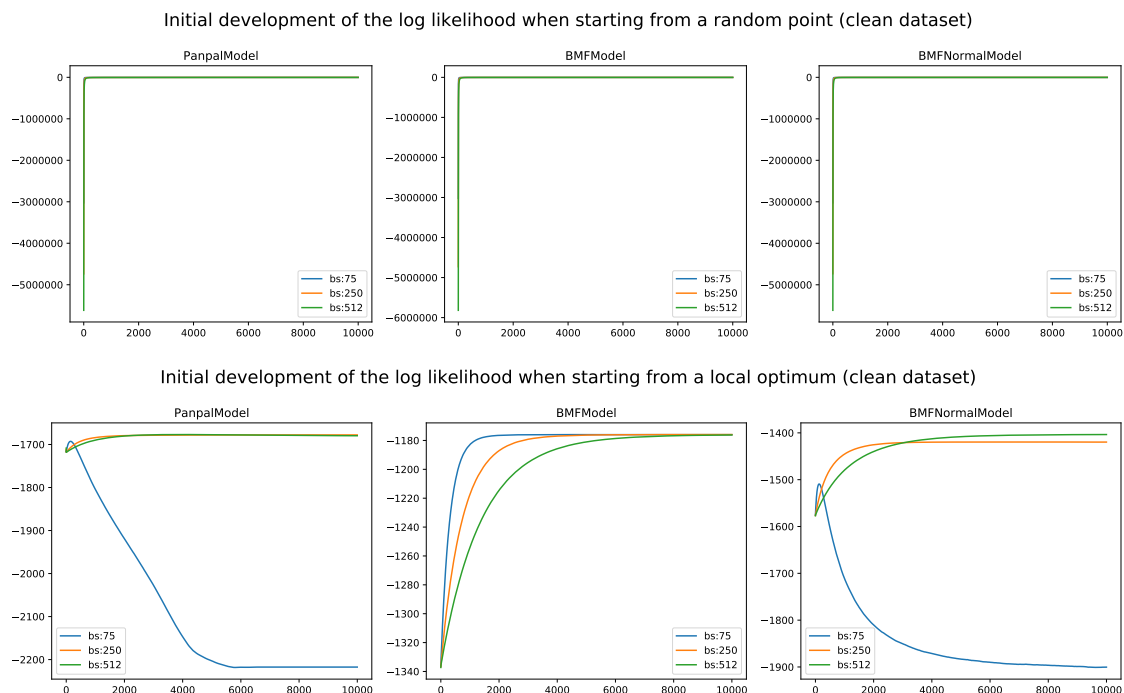 Initial development of the log likelihood when starting from a random point (clean dataset)
PanpalModel
BMFModel
BMFNormalModel
0
−1000000
−2000000
−3000000
−4000000
−5000000
0 2000 4000 6000 8000 10000
bs:75
bs:250
bs:512
0
−1000000
−2000000
−3000000
−4000000
−5000000
−6000000
0 2000 4000 6000 8000 10000
bs:75
bs:250
bs:512
0
−1000000
−2000000
−3000000
−4000000
−5000000
0 2000 4000 6000 8000 10000
bs:75
bs:250
bs:512
Initial development of the log likelihood when starting from a local optimum (clean dataset)
PanpalModel
BMFModel
BMFNormalModel
−1700
−1800
−1900
−2000
−2100
−2200
0 2000 4000 6000 8000 10000
bs:75
bs:250
bs:512
−1180
−1200
−1220
−1240
−1260
−1280
−1300
−1320
−1340
0 2000 4000 6000 8000 10000
bs:75
bs:250
bs:512
−1400
−1500
−1600
−1700
−1800
−1900
0 2000 4000 6000 8000 10000
bs:75
bs:250
bs:512